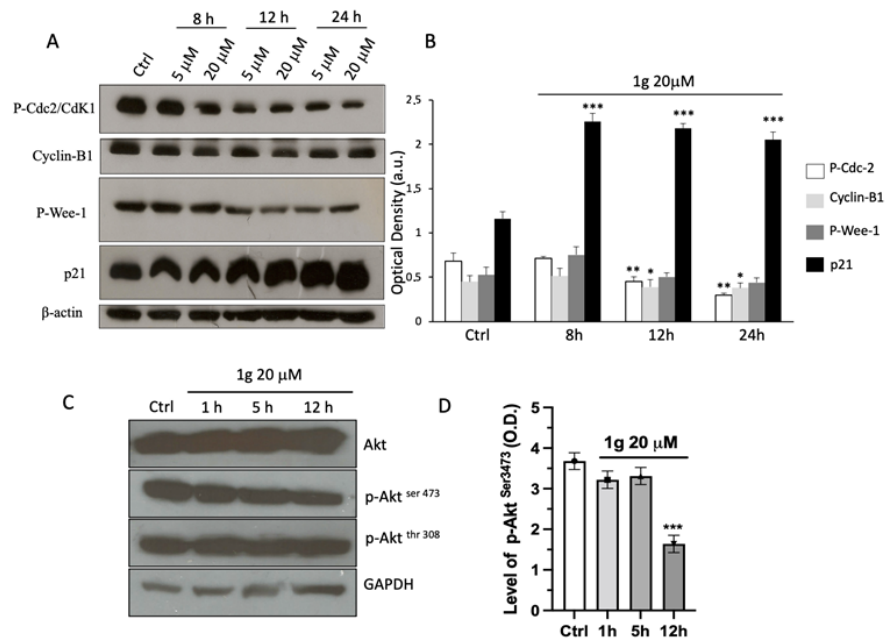 A
8 h
12 h
24 h
Ctrl
5 µM
20 µM
5 µM
20 µM
5 µM
20 µM
P-Cdc2/CdK1
Cyclin-B1
P-Wee-1
p21
β-actin
B
1g 20µM
Optical Density (a.u.)
2,5
2
1,5
1
0,5
0
***
***
***
** *
** *
Ctrl
8h
12h
24h
P-Cdc-2
Cyclin-B1
P-Wee-1
p21
C
1g 20 µM
Ctrl
1 h
5 h
12 h
Akt
p-Akt ser 473
p-Akt thr 308
GAPDH
D
Level of p-Akt Ser3473 (O.D.)
5
4
3
2
1
0
1g 20 µM
***
Ctrl
1h
5h
12h